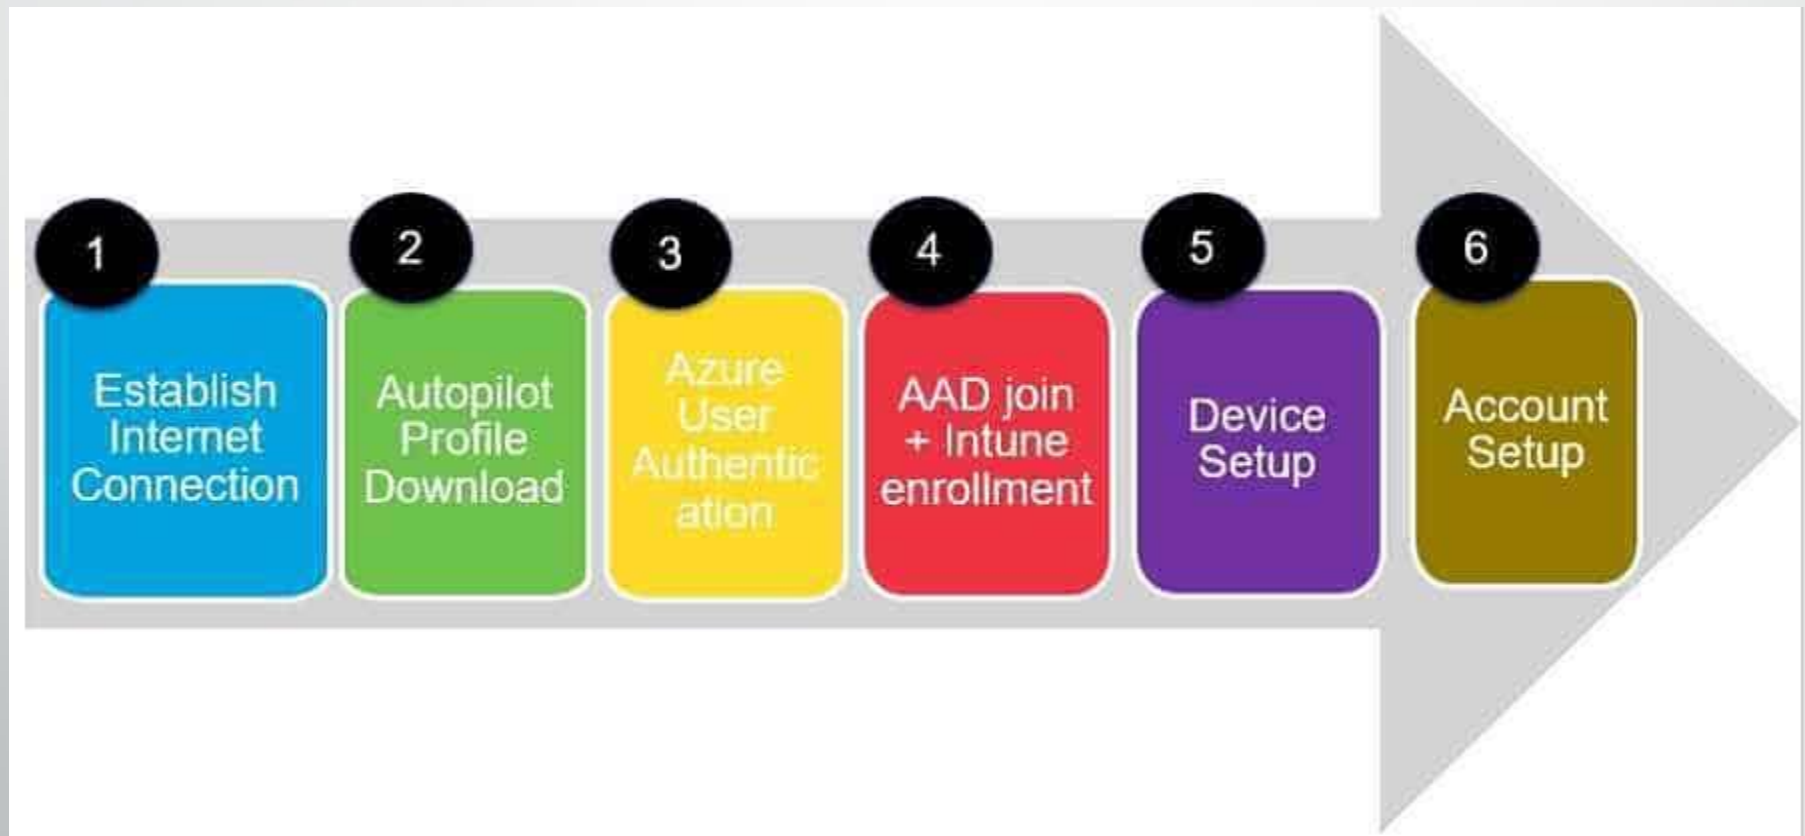 1
Establish
Internet
Connection
2
Autopilot
Profile
Download
3
Azure
User
Authentic
ation
4
AAD join
+ Intune
enrollment
5
Device
Setup
6
Account
Setup